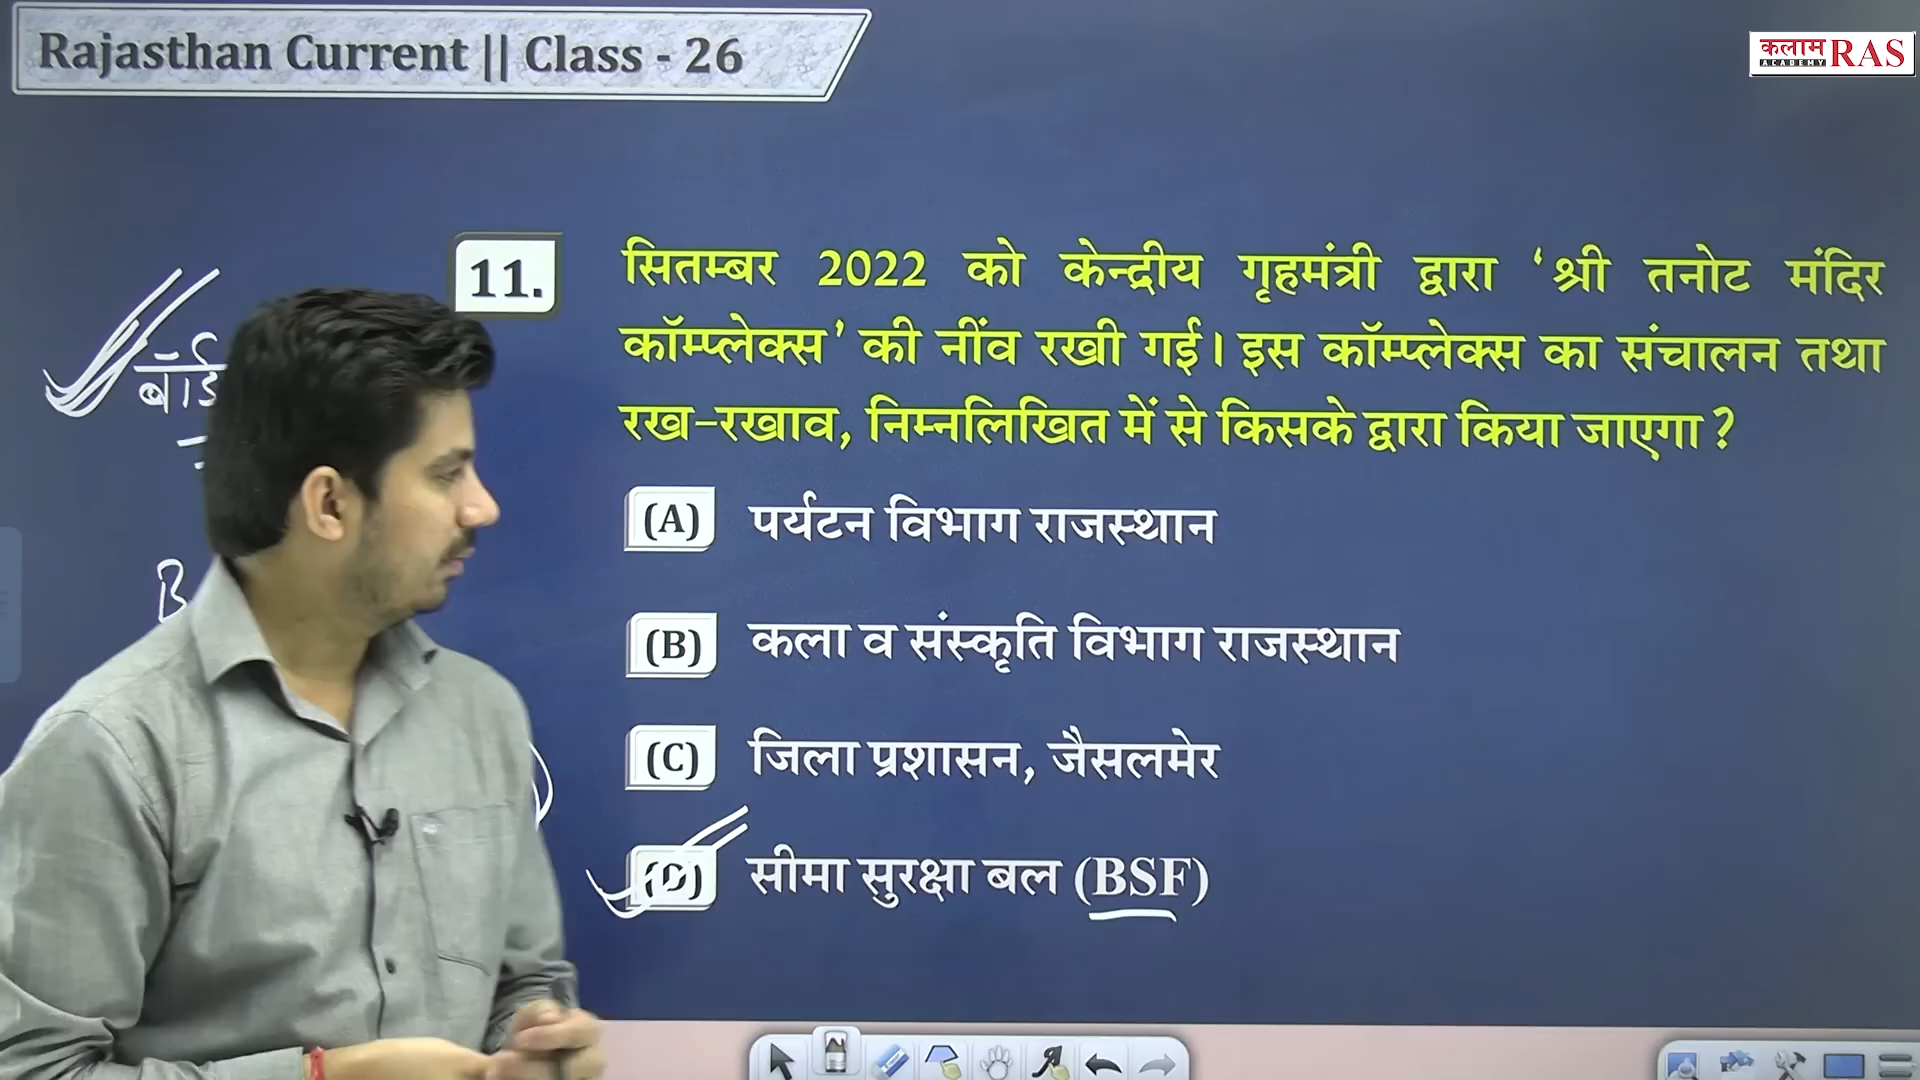 Rajasthan Current || Class - 26
कलाम
ACADEMY
RAS
11.
सितम्बर 2022 को केन्द्रीय गृहमंत्री द्वारा ‘श्री तनोट मंदिर
कॉम्प्लेक्स’ की नींव रखी गई। इस कॉम्प्लेक्स का संचालन तथा
रख-रखाव, निम्नलिखित में से किसके द्वारा किया जाएगा ?
(A) पर्यटन विभाग राजस्थान
(B) कला व संस्कृति विभाग राजस्थान
(C) जिला प्रशासन, जैसलमेर
(D) सीमा सुरक्षा बल (BSF)
B